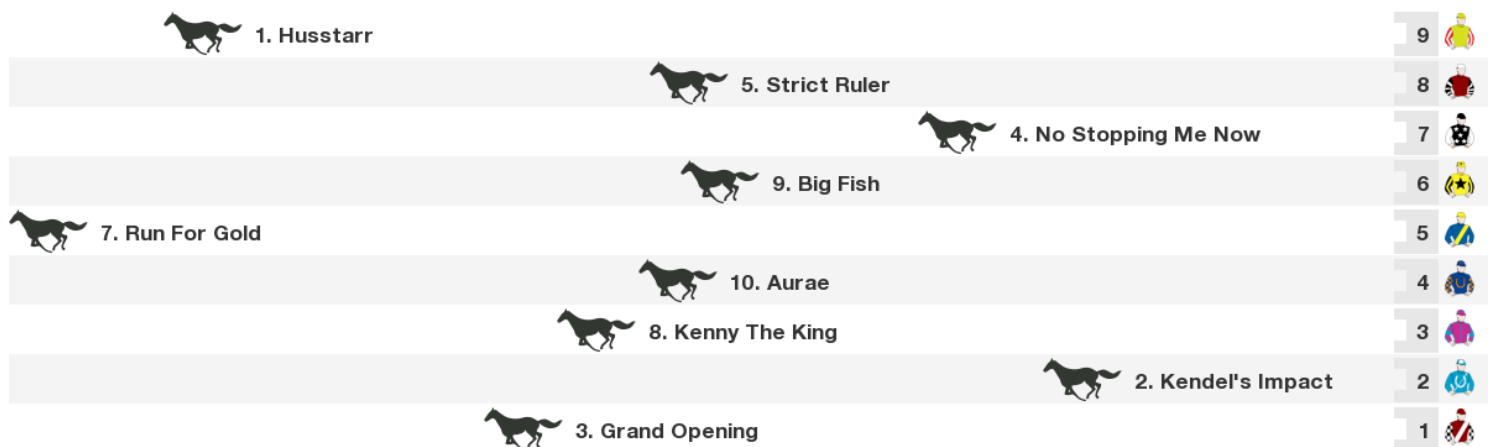 1. Husstarr 9
5. Strict Ruler 8
4. No Stopping Me Now 7
9. Big Fish 6
7. Run For Gold 5
10. Aurae 4
8. Kenny The King 3
2. Kendel's Impact 2
3. Grand Opening 1